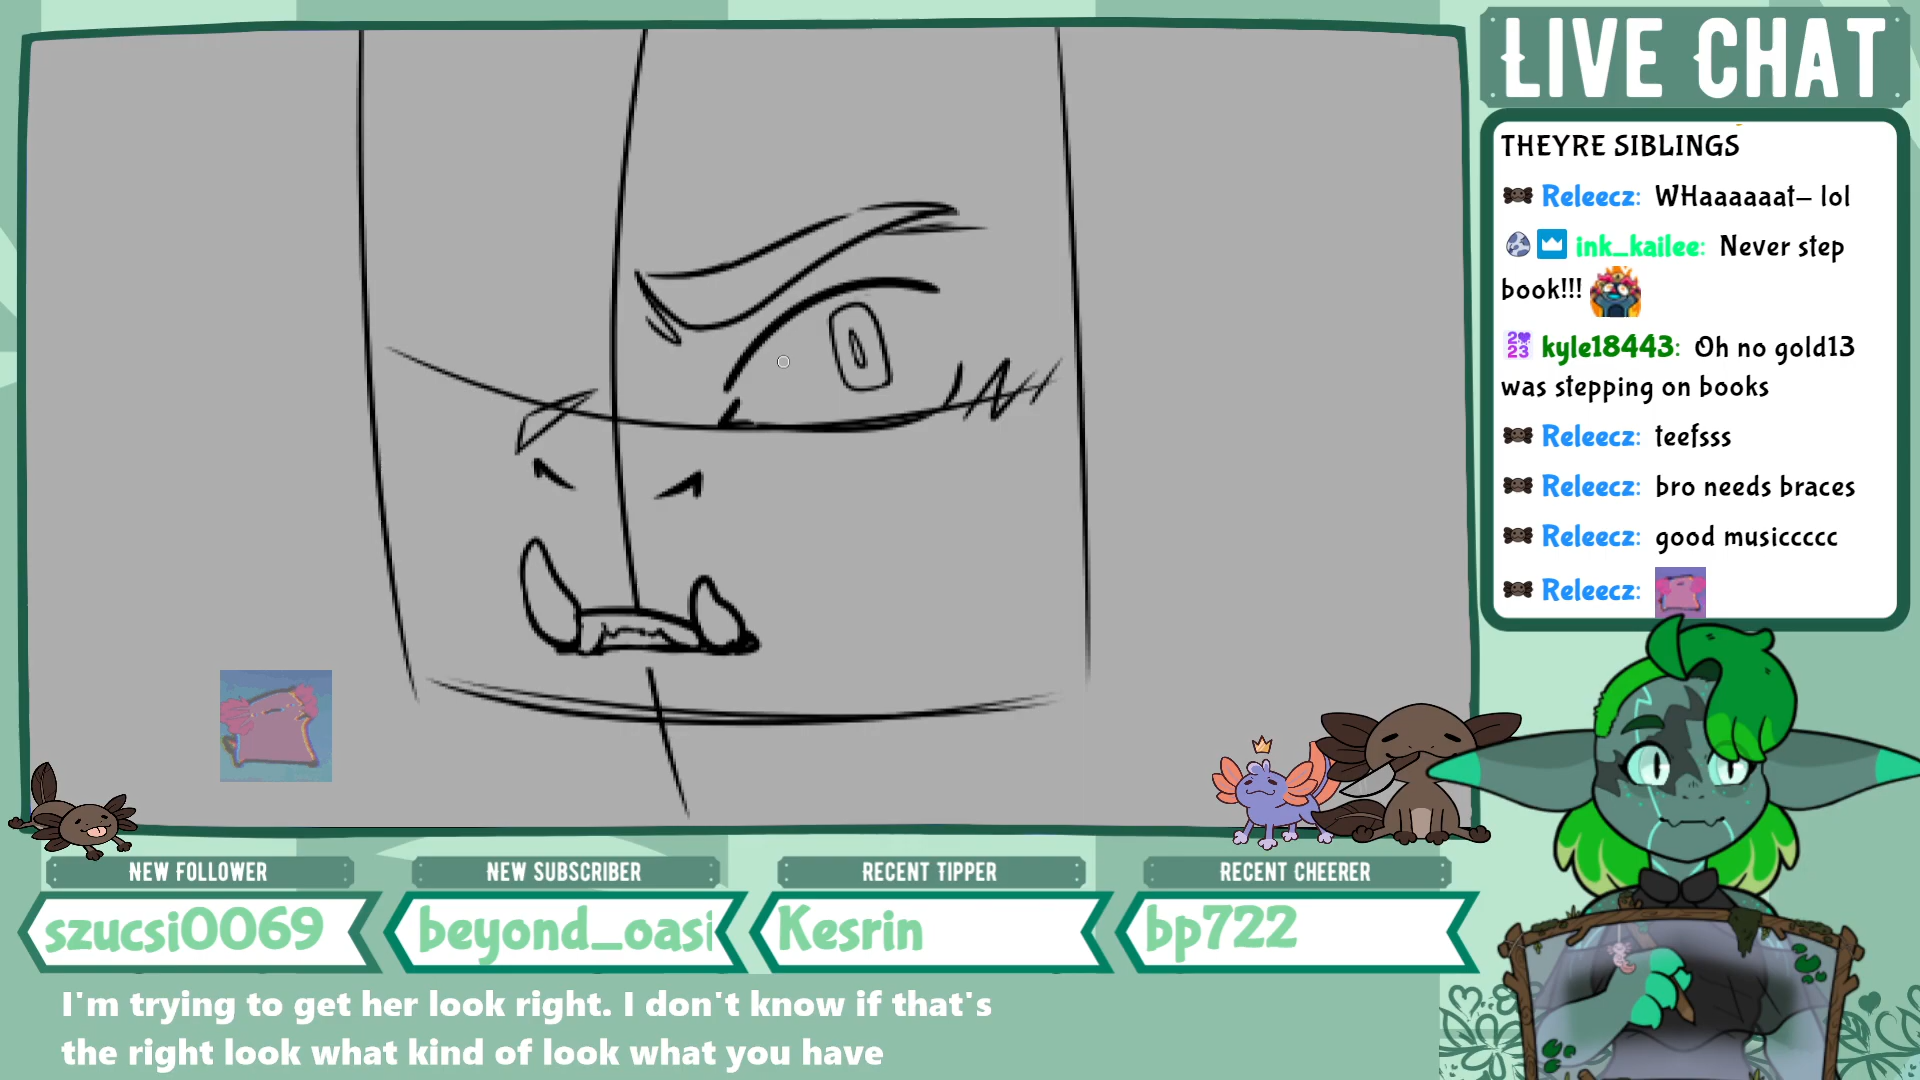 LIVE CHAT
THEYRE SIBLINGS
Releecz: WHaaaaaat- lol
ink_kailee: Never step
book!!!
2023 kyle18443: Oh no gold13
was stepping on books
Releecz: teefsss
Releecz: bro needs braces
Releecz: good musiccccc
Releecz:
NEW FOLLOWER
NEW SUBSCRIBER
RECENT TIPPER
RECENT CHEERER
szucsi0069
beyond_oasi
Kesrin
bp722
I'm trying to get her look right. I don't know if that's
the right look what kind of look what you have